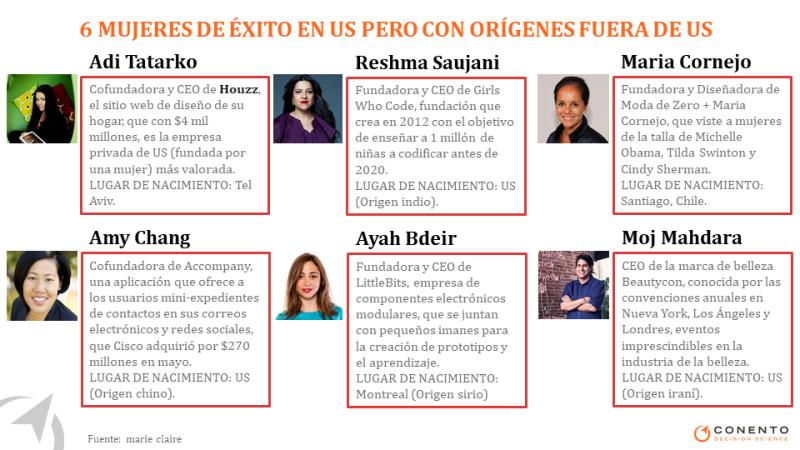 6 MUJERES DE ÉXITO EN US PERO CON ORÍGENES FUERA DE US
Adi Tatarko
Cofundadora y CEO de Houzz,
el sitio web de diseño de su
hogar, que con $4 mil
millones, es la empresa
privada de US (fundada por
una mujer) más valorada.
LUGAR DE NACIMIENTO: Tel
Aviv.
Reshma Saujani
Fundadora y CEO de Girls
Who Code, fundación que
crea en 2012 con el objetivo
de enseñar a 1 millón de
niñas a codificar antes de
2020.
LUGAR DE NACIMIENTO: US
(Origen indio).
Maria Cornejo
Fundadora y Diseñadora de
Moda de Zero + Maria
Cornejo, que viste a mujeres
de la talla de Michelle
Obama, Tilda Swinton y
Cindy Sherman.
LUGAR DE NACIMIENTO:
Santiago, Chile.
Amy Chang
Cofundadora de Accompany,
una aplicación que ofrece a
los usuarios mini-expedientes
de contactos en sus correos
electrónicos y redes sociales,
que Cisco adquirió por $270
millones en mayo.
LUGAR DE NACIMIENTO: US
(Origen chino).
Ayah Bdeir
Fundadora y CEO de
LittleBits, empresa de
componentes electrónicos
modulares, que se juntan
con pequeños imanes para
la creación de prototipos y
el aprendizaje.
LUGAR DE NACIMIENTO:
Montreal (Origen sirio)
Moj Mahdara
CEO de la marca de belleza
Beautycon, conocida por las
convenciones anuales en
Nueva York, Los Ángeles y
Londres, eventos
imprescindibles en la
industria de la belleza.
LUGAR DE NACIMIENTO: US
(Origen iraní).
Fuente: marie claire
CONENTO
DECISION SCIENCE